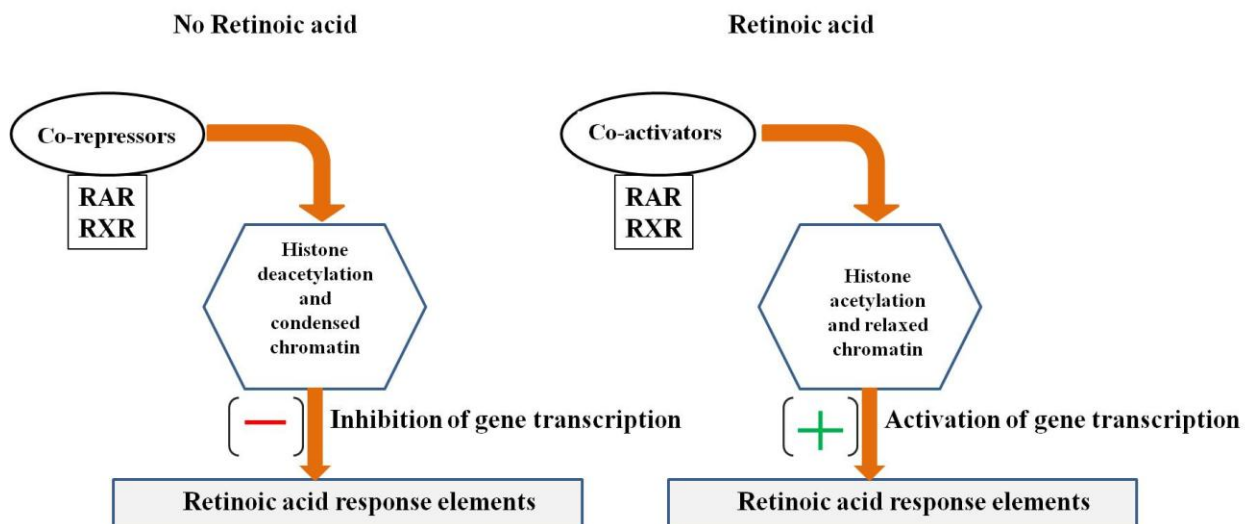 No Retinoic acid
Co-repressors
RAR
RXR
Histone
deacetylation
and
condensed
chromatin
Inhibition of gene transcription
Retinoic acid response elements
Retinoic acid
Co-activators
RAR
RXR
Histone
acetylation
and relaxed
chromatin
Activation of gene transcription
Retinoic acid response elements